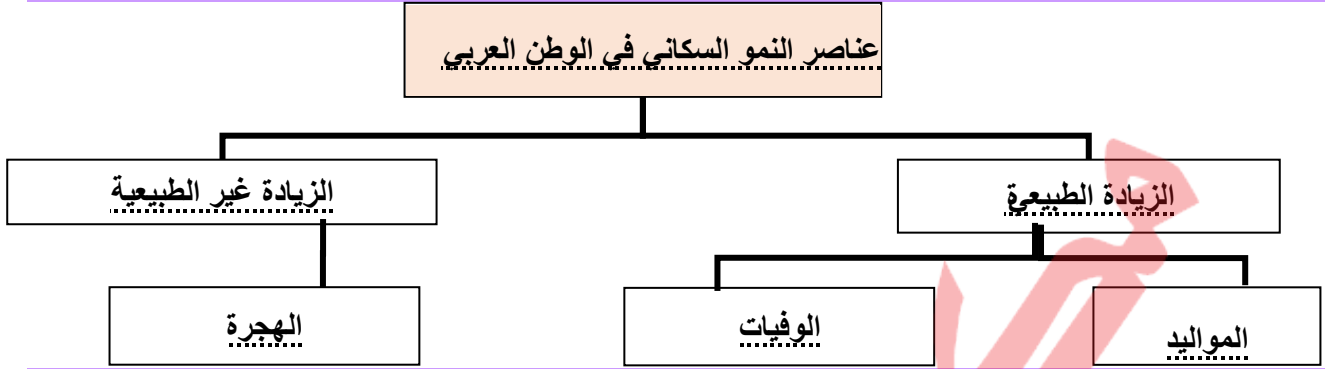 عناصر النمو السكاني في الوطن العربي
الزيادة الطبيعية
الزيادة غير الطبيعية
المواليد
الوفيات
الهجرة